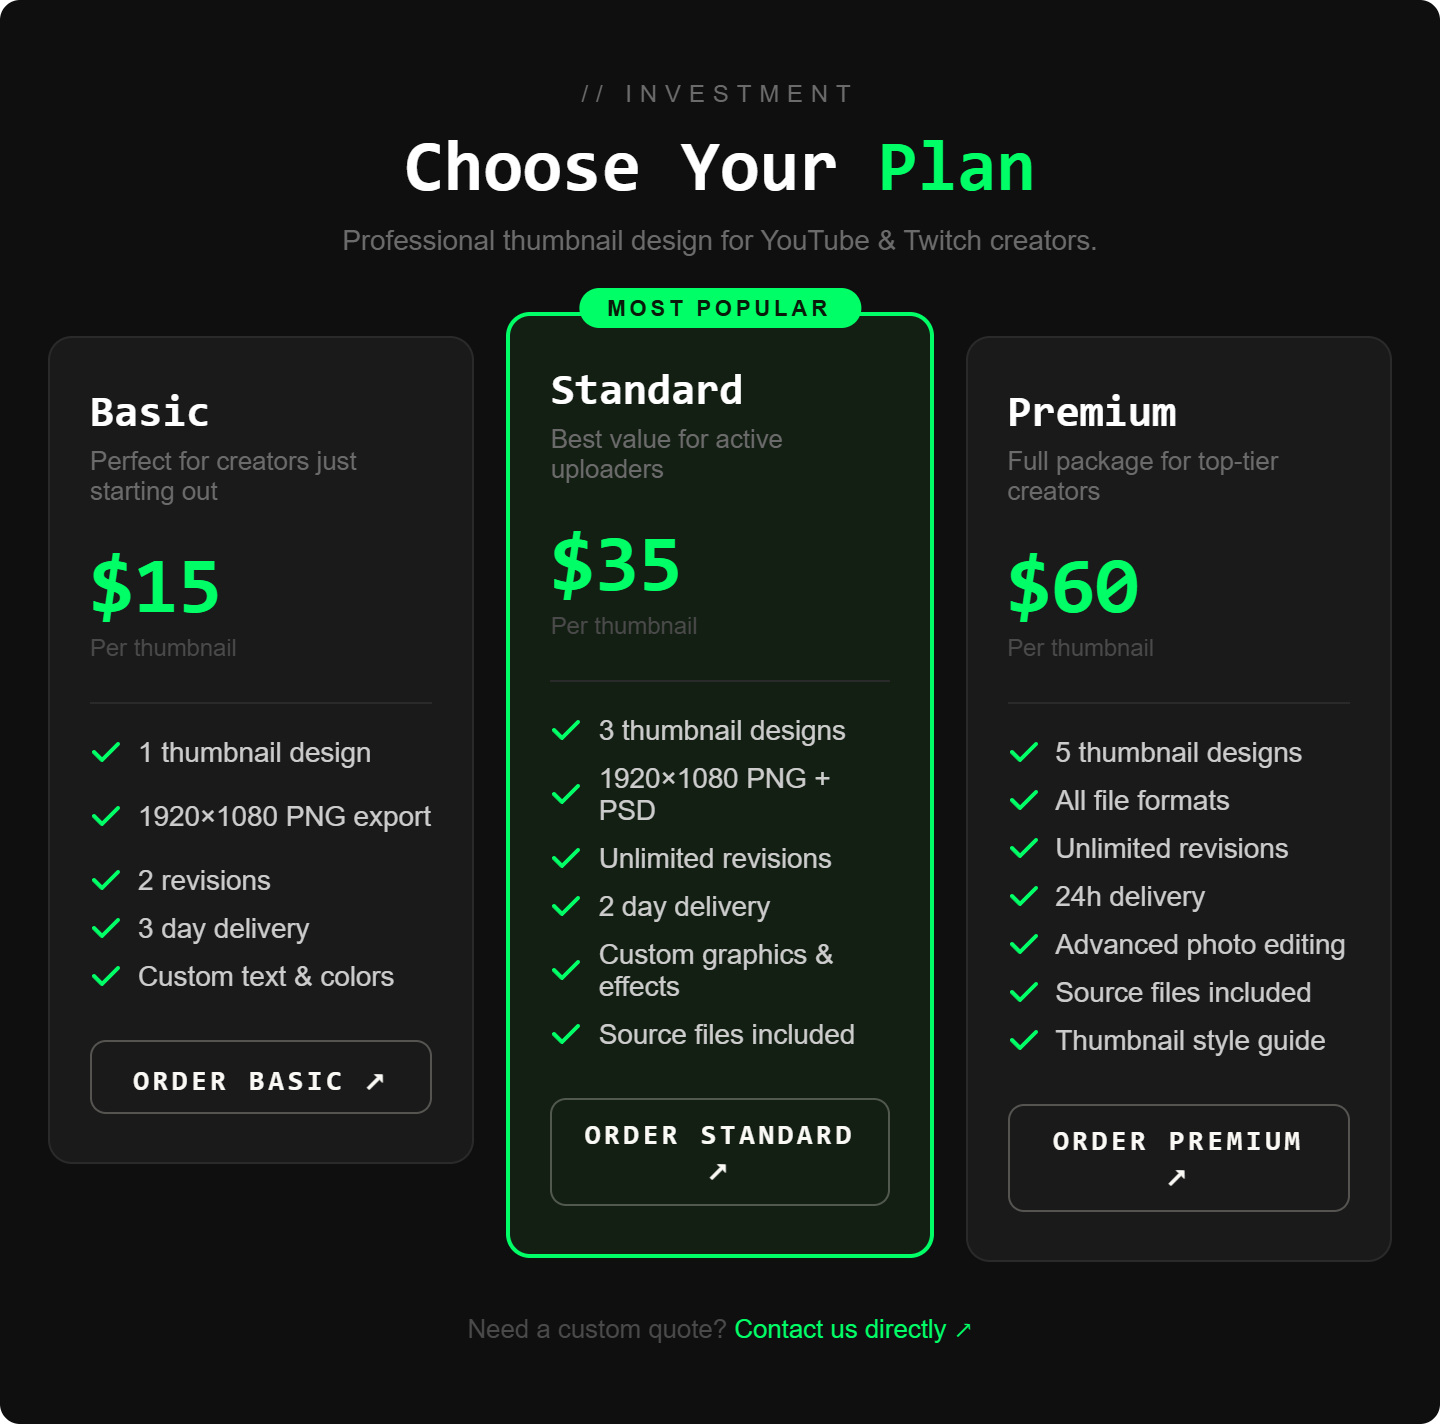 // INVESTMENT
Choose Your Plan
Professional thumbnail design for YouTube & Twitch creators.
Basic
Perfect for creators just
starting out
$15
Per thumbnail
1 thumbnail design
1920×1080 PNG export
2 revisions
3 day delivery
Custom text & colors
ORDER BASIC ↗
MOST POPULAR
Standard
Best value for active
uploaders
$35
Per thumbnail
3 thumbnail designs
1920×1080 PNG +
PSD
Unlimited revisions
2 day delivery
Custom graphics &
effects
Source files included
ORDER STANDARD
↗
Premium
Full package for top-tier
creators
$60
Per thumbnail
5 thumbnail designs
All file formats
Unlimited revisions
24h delivery
Advanced photo editing
Source files included
Thumbnail style guide
ORDER PREMIUM
↗
Need a custom quote? Contact us directly ↗